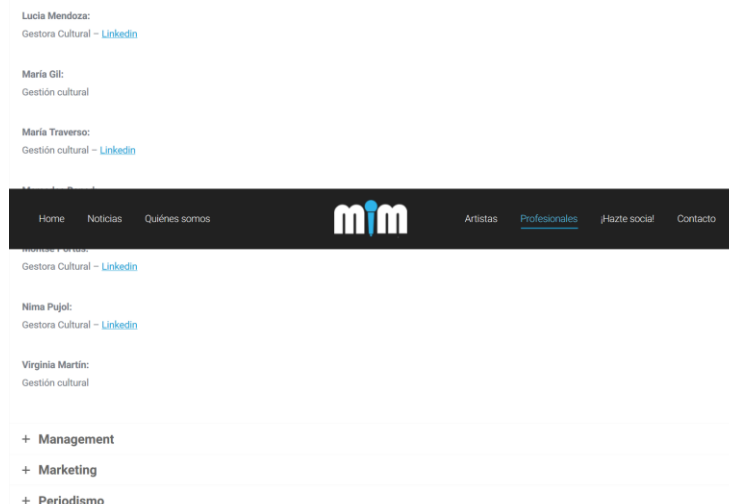 Lucia Mendoza:
Gestora Cultural – Linkedin
María Gil:
Gestión cultural
María Traverso:
Gestión cultural – Linkedin
Home Noticias Quiénes somos mim Artistas Profesionales ¡Hazte socia! Contacto
Gestora Cultural – Linkedin
Nima Pujol:
Gestora Cultural – Linkedin
Virginia Martín:
Gestión cultural
+ Management
+ Marketing
+ Periodismo